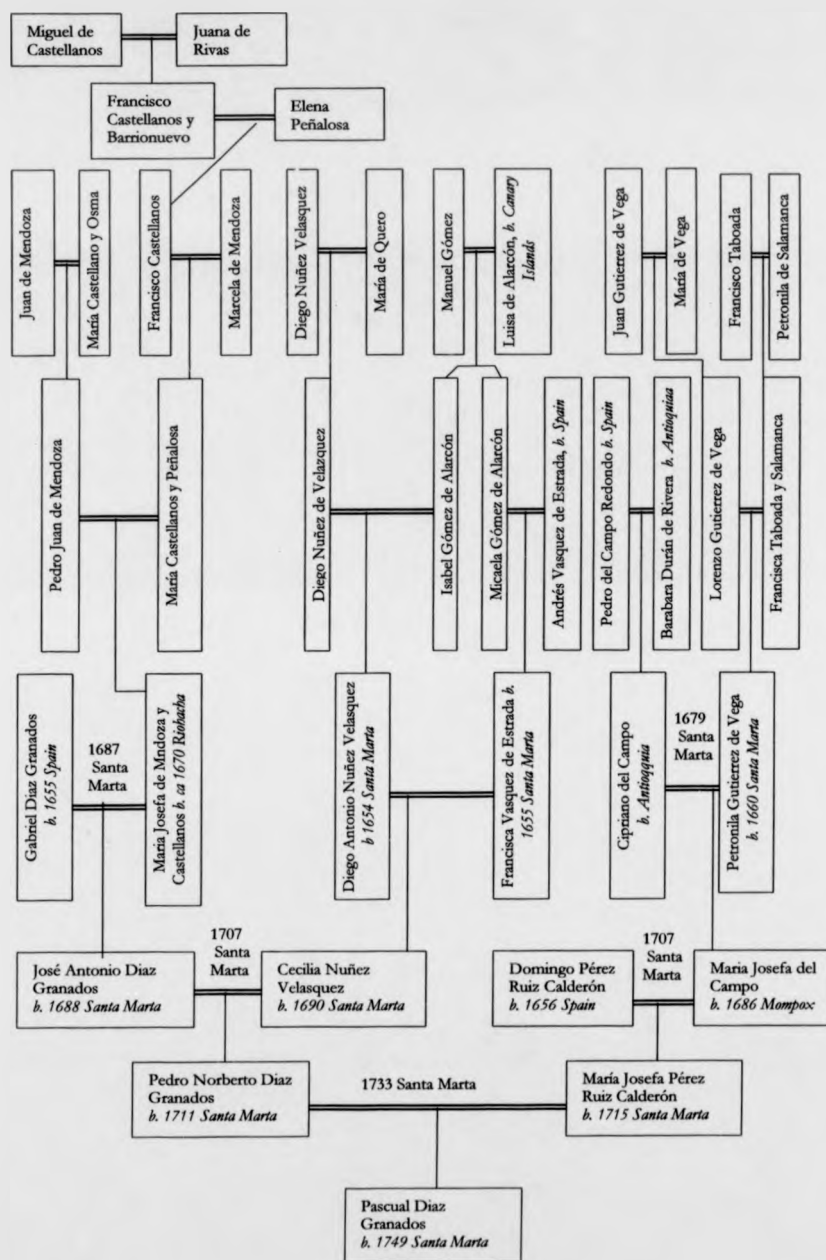 Miguel de
Castellanos
Juana de
Rivas
Francisco
Castellanos y
Barrionuevo
Elena
Peñalosa
Juan de Mendoza
María Castellano y Osma
Francisco Castellanos
Marcela de Mendoza
Diego Nuñez Velasquez
María de Quero
Manuel Gómez
Luisa de Alarcón, b. Canary
Islands
Juan Gutierrez de Vega
María de Vega
Francisco Taboada
Petronila de Salamanca
Pedro Juan de Mendoza
María Castellanos y Peñalosa
Diego Nuñez de Velazquez
Isabel Gómez de Alarcón
Micaela Gómez de Alarcón
Andrés Vasquez de Estrada, b. Spain
Pedro del Campo Redondo b. Spain
Barabara Durán de Rivera b. Antioquiaa
Lorenzo Gutierrez de Vega
Francisca Taboada y Salamanca
Gabriel Diaz Granados
b. 1655 Spain
1687
Santa
Marta
Maria Josefa de Mndoza y
Castellanos b. ca 1670 Riohacha
Diego Antonio Nuñez Velasquez
b 1654 Santa Marta
Francisca Vasquez de Estrada b.
1655 Santa Marta
Cipriano del Campo
b. Antioqquia
1679
Santa
Marta
Petronila Gutierrez de Vega
b. 1660 Santa Marta
José Antonio Diaz
Granados
b. 1688 Santa Marta
1707
Santa
Marta
Cecilia Nuñez
Velasquez
b. 1690 Santa Marta
Domingo Pérez
Ruiz Calderón
b. 1656 Spain
1707
Santa
Marta
Maria Josefa del
Campo
b. 1686 Mompox
Pedro Norberto Diaz
Granados
b. 1711 Santa Marta
1733 Santa Marta
María Josefa Pérez
Ruiz Calderón
b. 1715 Santa Marta
Pascual Diaz
Granados
b. 1749 Santa Marta